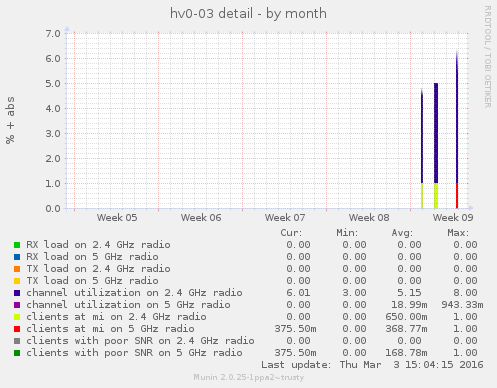 hv0-03 detail - by month
RRDTOOL / TOBI OETIKER
% + abs
7.0
6.0
5.0
4.0
3.0
2.0
1.0
0.0
Week 05 Week 06 Week 07 Week 08 Week 09
Cur: Min: Avg: Max:
RX load on 2.4 GHz radio 0.00 0.00 0.00 0.00
RX load on 5 GHz radio 0.00 0.00 0.00 0.00
TX load on 2.4 GHz radio 0.00 0.00 0.00 0.00
TX load on 5 GHz radio 0.00 0.00 0.00 0.00
channel utilization on 2.4 GHz radio 6.01 3.00 5.15 8.00
channel utilization on 5 GHz radio 0.00 0.00 18.99m 943.33m
clients at mi on 2.4 GHz radio 0.00 0.00 650.00m 1.00
clients at mi on 5 GHz radio 375.50m 0.00 368.77m 1.00
clients with poor SNR on 2.4 GHz radio 0.00 0.00 0.00 0.00
clients with poor SNR on 5 GHz radio 375.50m 0.00 168.78m 1.00
Last update: Thu Mar 3 15:04:15 2016
Munin 2.0.25-1ppa2~trusty